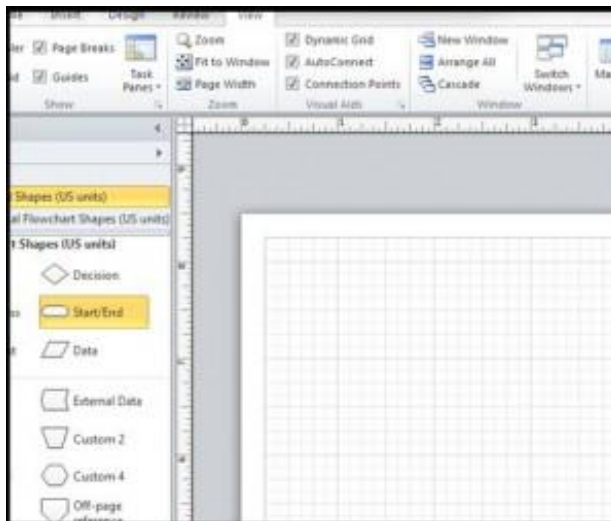 Insert Design Review View
Page Breaks
Guides
Task
Panes
Show
Zoom
Fit to Window
Page Width
Zoom
Dynamic Grid
AutoConnect
Connection Points
Visual Aids
New Window
Arrange All
Cascade
Switch
Windows
Window
Shapes (US units)
Flowchart Shapes (US units)
Shapes (US units)
Decision
Start/End
Data
External Data
Custom 2
Custom 4
Off-page
reference